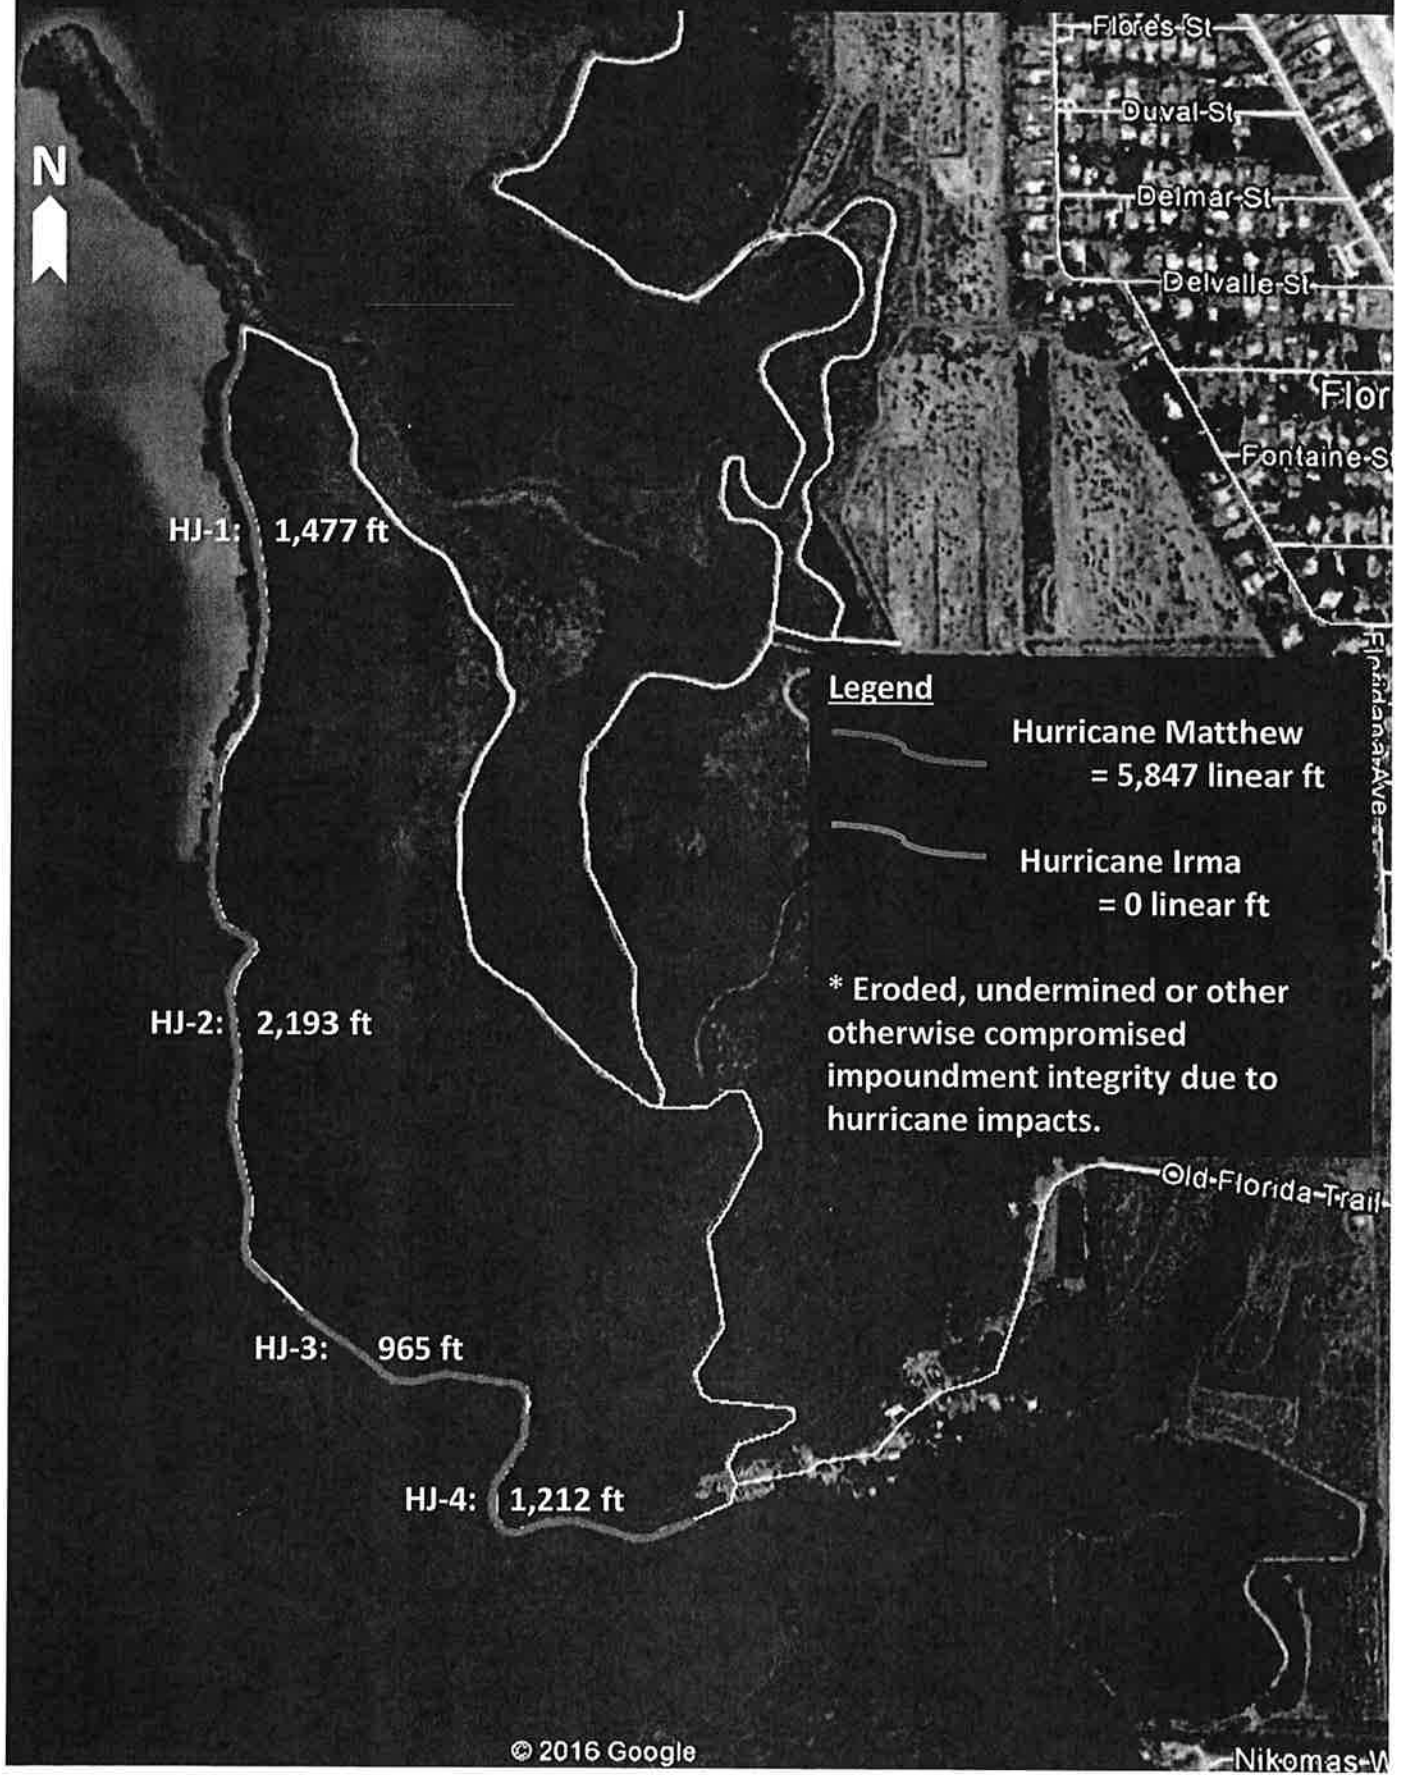 Flores-St
Duval-St
N
Delmar-St
Delvalle-St
Flor
Fontaine-S
HJ-1: 1,477 ft
Floridana-Ave
Legend
Hurricane Matthew
= 5,847 linear ft
Hurricane Irma
= 0 linear ft
* Eroded, undermined or other
otherwise compromised
impoundment integrity due to
hurricane impacts.
HJ-2: 2,193 ft
Old-Florida-Trail
HJ-3: 965 ft
HJ-4: 1,212 ft
© 2016 Google
Nikomas-W